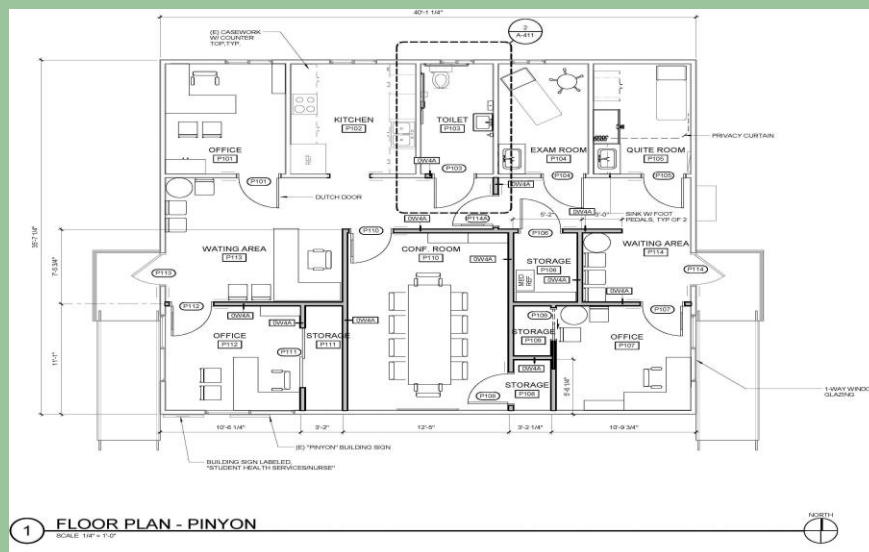 40'-1 1/4"
2
A-411
(E) CASEWORK
W/ COUNTER
TOP, TYP.
OFFICE
P101
KITCHEN
P102
REF
TOILET
P103
EXAM ROOM
P104
QUITE ROOM
P105
PRIVACY CURTAIN
0W4A
P101
P103
0W4A
P104
P105
DUTCH DOOR
0W4A
P114A
5'-2"
0W4A
SINK W/ FOOT
PEDALS, TYP OF 2
35'-7 1/4"
7'-5 3/4"
WATING AREA
P113
P113
P110
CONF. ROOM
P110
0W4A
P106
STORAGE
P106
MED
REF
0W4A
WAITING AREA
P114
P114
0W4A
P112
0W4A
0W4A
0W4A
P107
OFFICE
P112
P111
STORAGE
P111
P109
STORAGE
P109
OFFICE
P107
11'-1"
0W4A
STORAGE
P108
P108
5'-6 1/4"
1-WAY WINDO
GLAZING
10'-6 1/4"
3'-2"
12'-5"
3'-2 1/4"
10'-9 3/4"
(E) "PINYON" BUILDING SIGN
BUILDING SIGN LABELED,
"STUDENT HEALTH SERVICES/NURSE"
1
FLOOR PLAN - PINYON
SCALE 1/4" = 1'-0"
NORTH